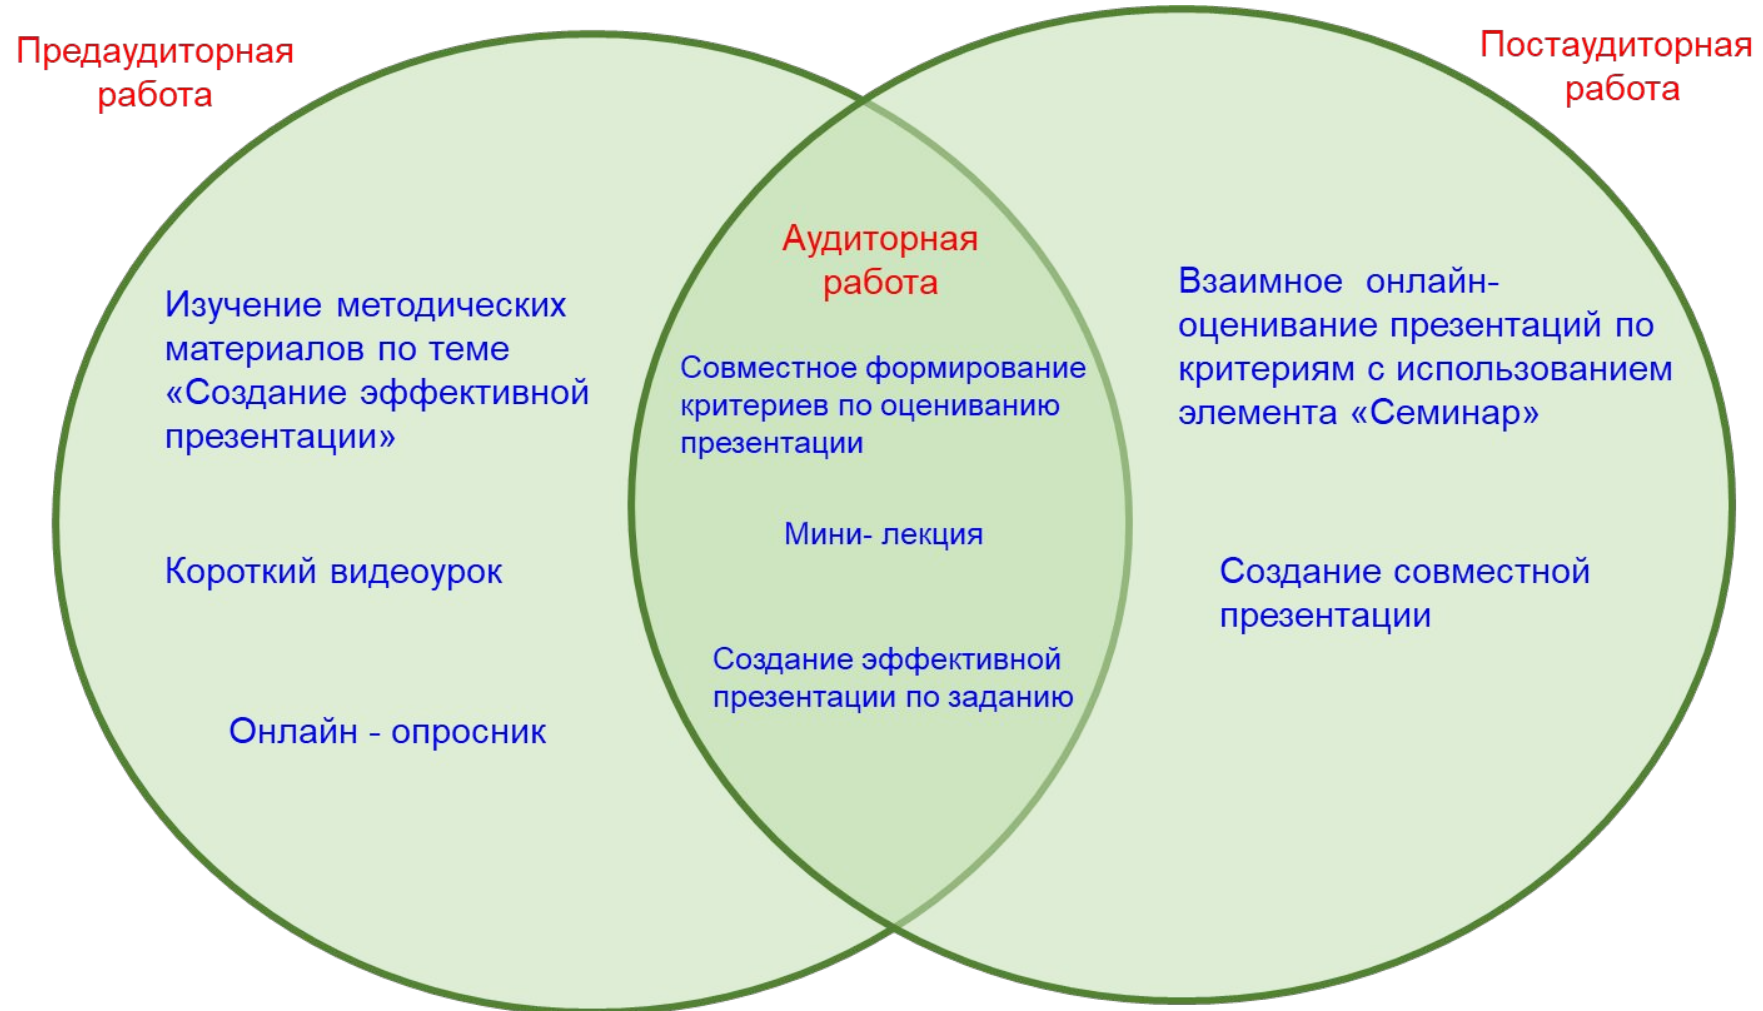 Предаудиторная
работа
Изучение методических
материалов по теме
«Создание эффективной
презентации»
Короткий видеоурок
Онлайн - опросник
Аудиторная
работа
Совместное формирование
критериев по оцениванию
презентации
Мини- лекция
Создание эффективной
презентации по заданию
Постаудиторная
работа
Взаимное онлайн-
оценивание презентаций по
критериям с использованием
элемента «Семинар»
Создание совместной
презентации